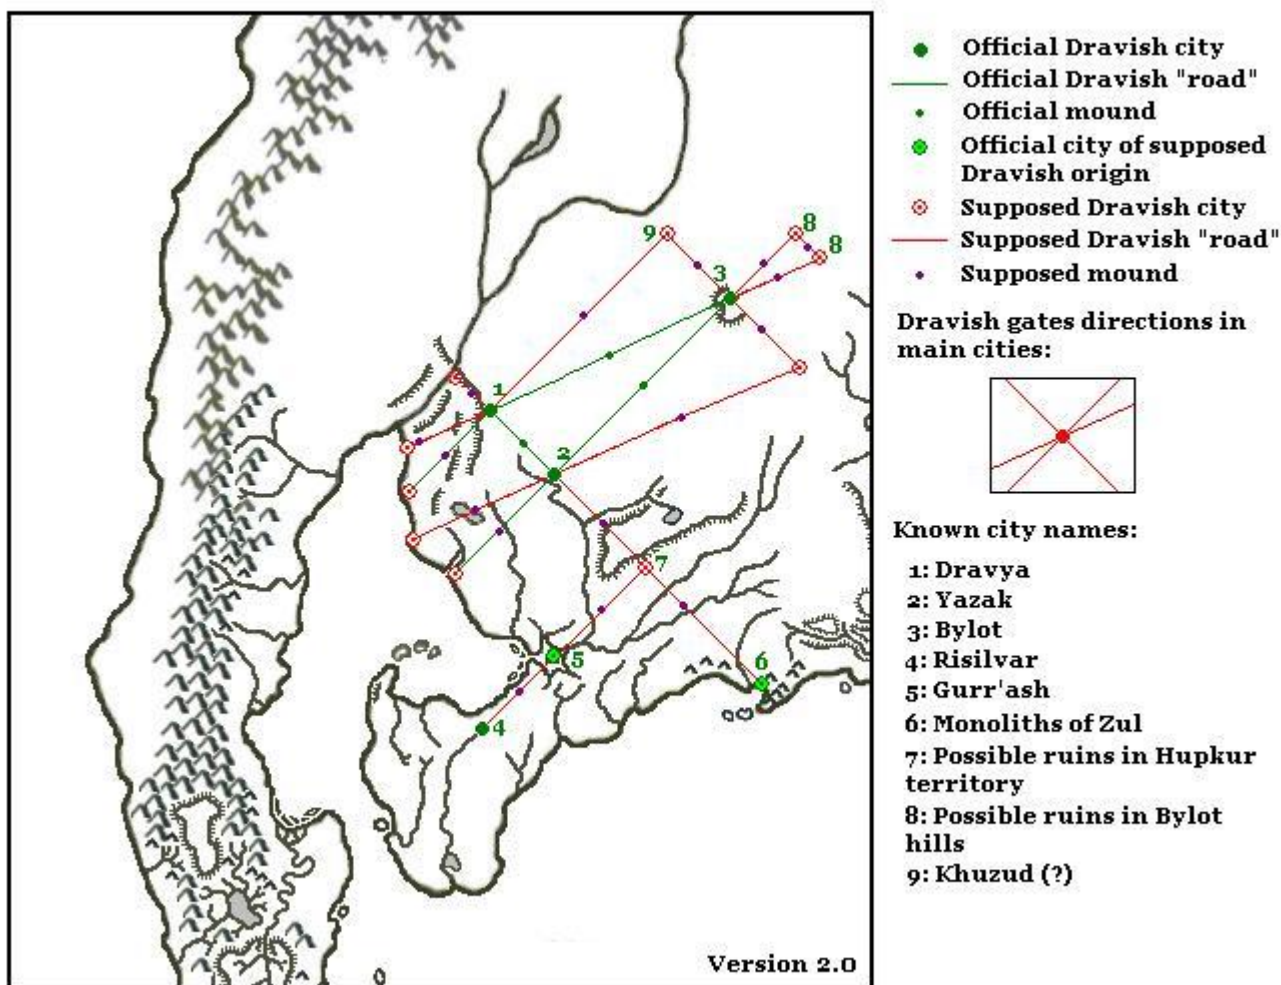 Official Dravish city
Official Dravish "road"
Official mound
Official city of supposed
Dravish origin
Supposed Dravish city
Supposed Dravish "road"
Supposed mound
Dravish gates directions in
main cities:
Known city names:
1: Dravya
2: Yazak
3: Bylot
4: Risilvar
5: Gurr'ash
6: Monoliths of Zul
7: Possible ruins in Hupkur
territory
8: Possible ruins in Bylot
hills
9: Khuzud (?)
9
8
8
3
1
2
7
6
5
4
Version 2.0